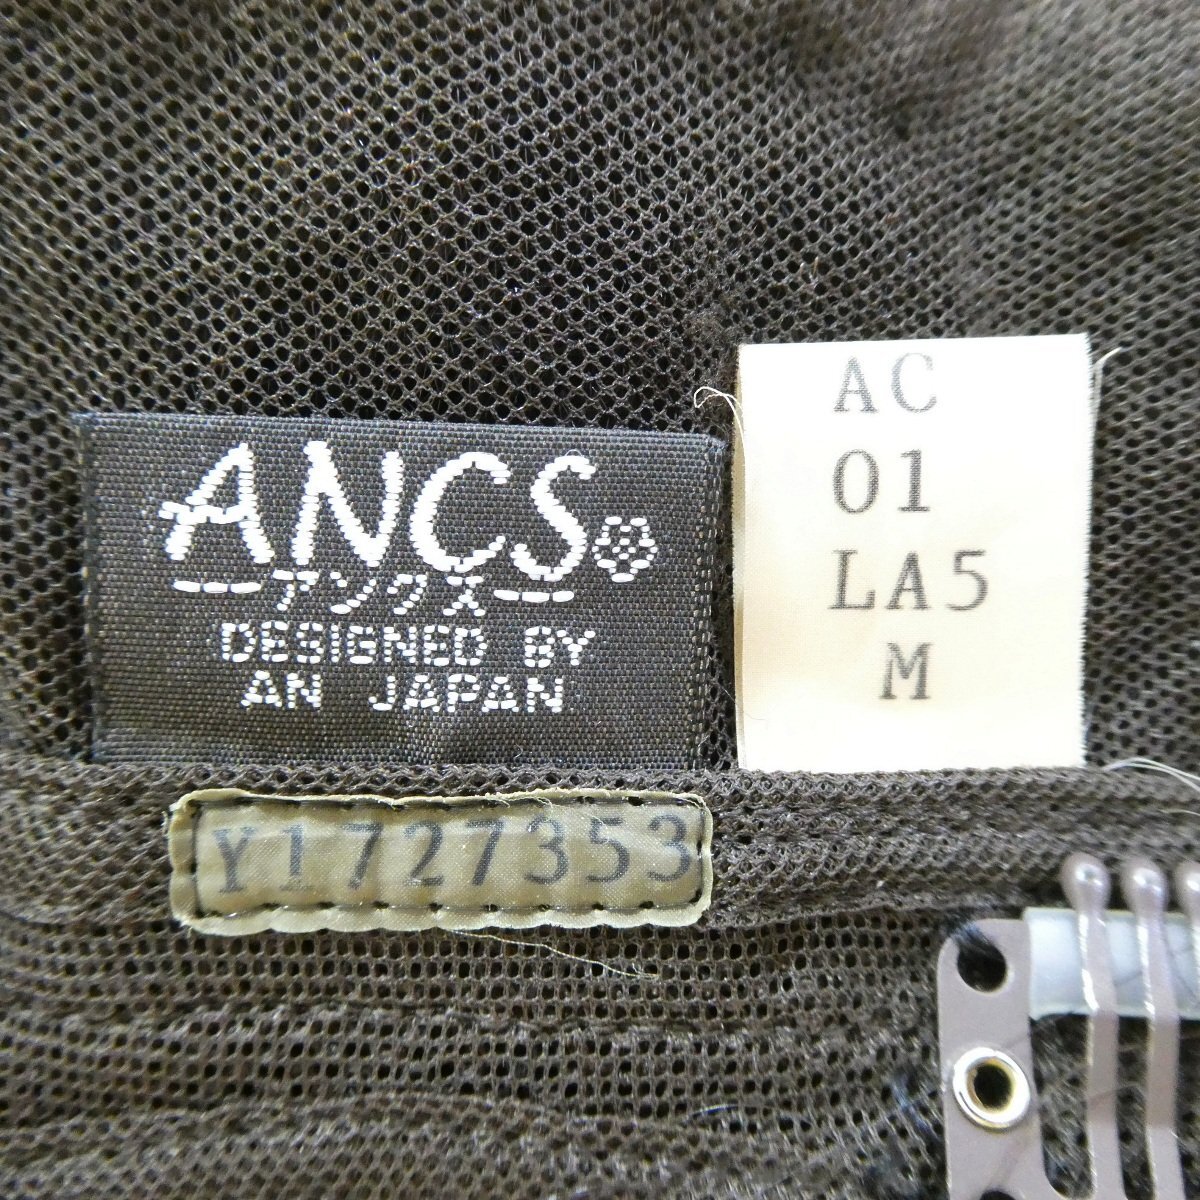 ANCS
アンクス
DESIGNED BY
AN JAPAN
AC
01
LA5
M
Y1727353